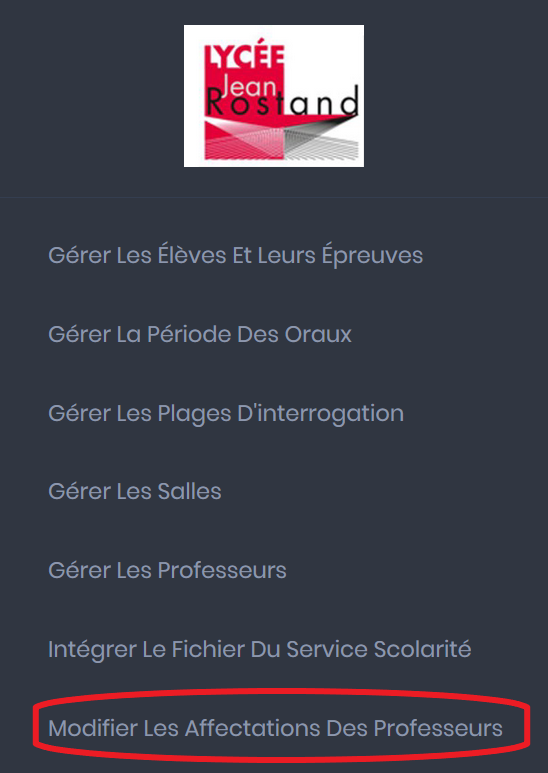 LYCÉE
Jean
Rostand
Gérer Les Élèves Et Leurs Épreuves
Gérer La Période Des Oraux
Gérer Les Plages D'interrogation
Gérer Les Salles
Gérer Les Professeurs
Intégrer Le Fichier Du Service Scolarité
Modifier Les Affectations Des Professeurs